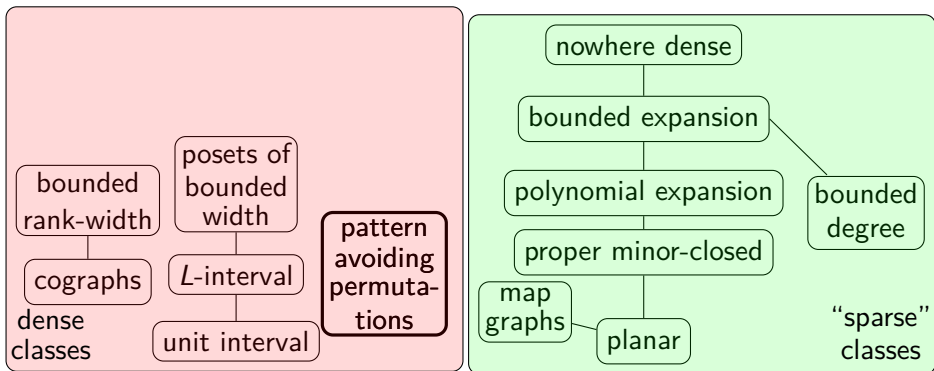 posets of
bounded
width
bounded
rank-width
pattern
avoiding
permuta-
tions
cographs
L-interval
unit interval
dense
classes
nowhere dense
bounded expansion
polynomial expansion
bounded
degree
proper minor-closed
map
graphs
planar
“sparse”
classes